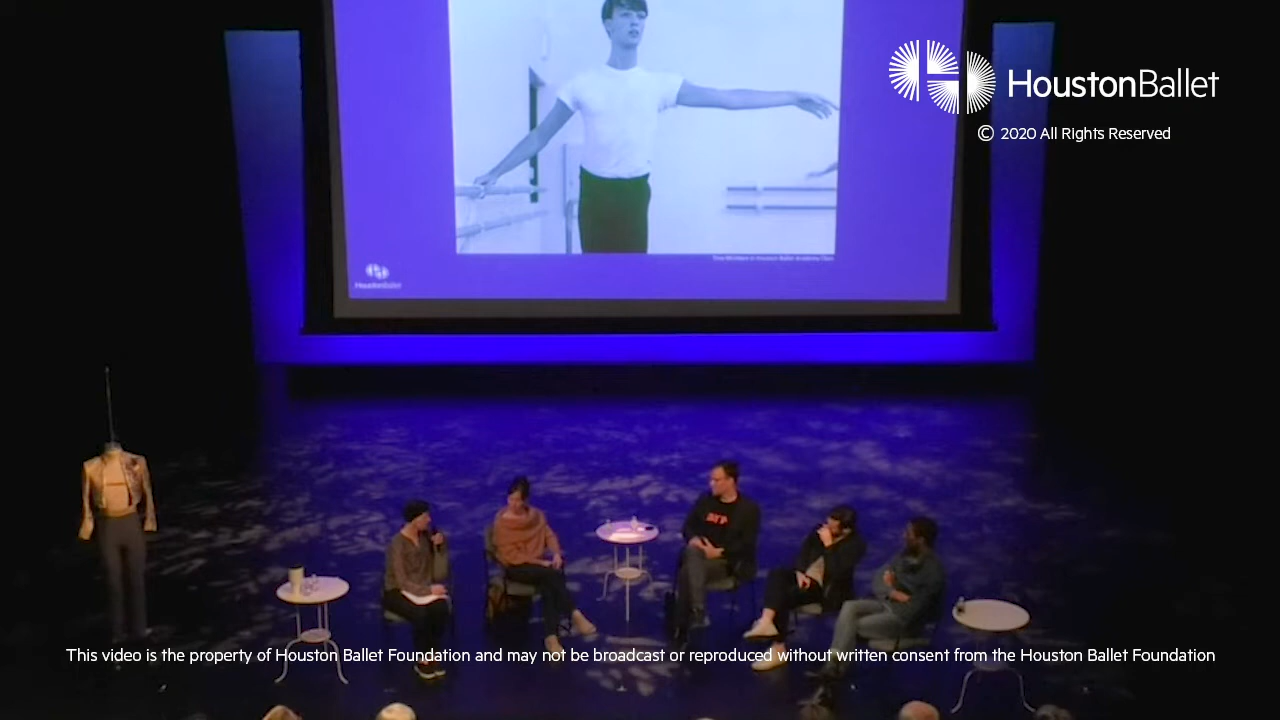 HoustonBallet
© 2020 All Rights Reserved
HoustonBallet
This video is the property of Houston Ballet Foundation and may not be broadcast or reproduced without written consent from the Houston Ballet Foundation